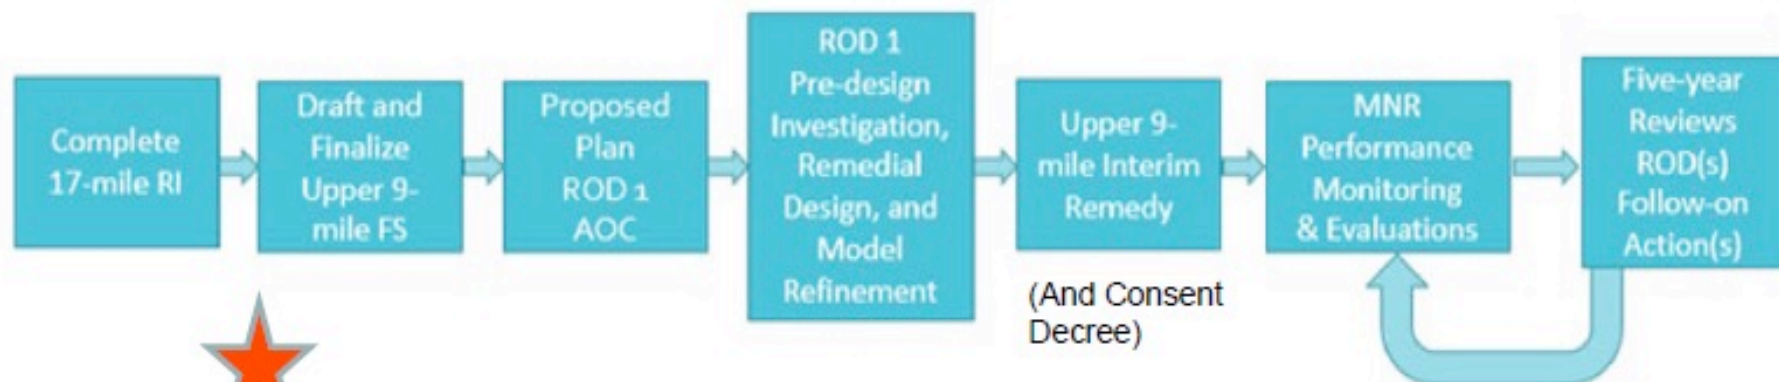 Complete
17-mile RI
Draft and
Finalize
Upper 9-
mile FS
Proposed
Plan
ROD 1
AOC
ROD 1
Pre-design
Investigation,
Remedial
Design, and
Model
Refinement
Upper 9-
mile Interim
Remedy
(And Consent
Decree)
MNR
Performance
Monitoring
& Evaluations
Five-year
Reviews
ROD(s)
Follow-on
Action(s)